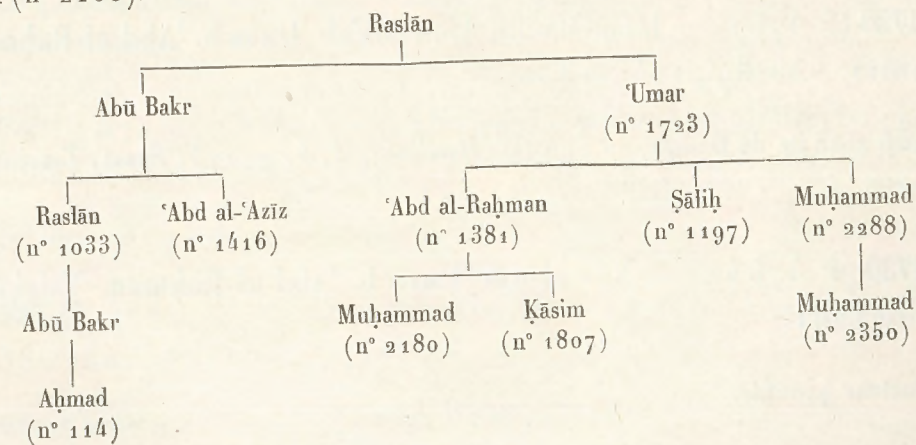 Raslān
Abū Bakr ʿUmar
(n° 1723)
Raslān ʿAbd al-ʿAzīz ʿAbd al-Raḥman Ṣāliḥ Muḥammad
(n° 1033) (n° 1416) (n° 1381) (n° 1197) (n° 2288)
Abū Bakr Muḥammad Ḳāsim Muḥammad
(n° 2180) (n° 1807) (n° 2350)
Aḥmad
(n° 114)